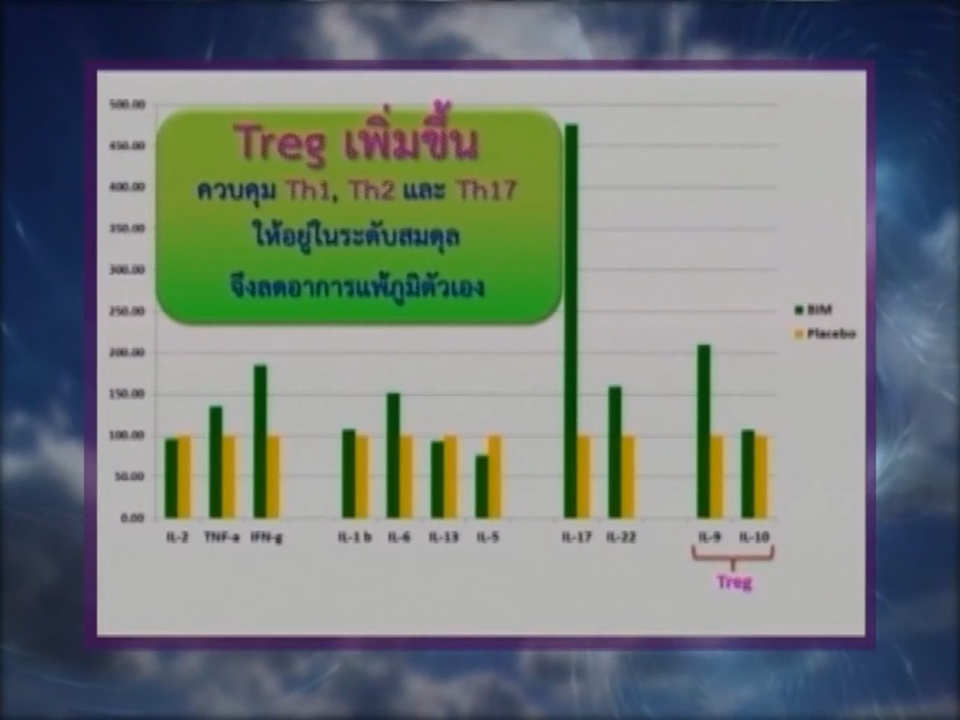 Treg เพิ่มขึ้น
ควบคุม Th1, Th2 และ Th17
ให้อยู่ในระดับสมดุล
จึงลดอาการแพ้ภูมิตัวเอง
500.00
450.00
400.00
350.00
300.00
250.00
200.00
150.00
100.00
50.00
0.00
BIM
Placebo
IL-2 TNF-a IFN-g IL-1 b IL-6 IL-13 IL-5 IL-17 IL-22 IL-9 IL-10
Treg